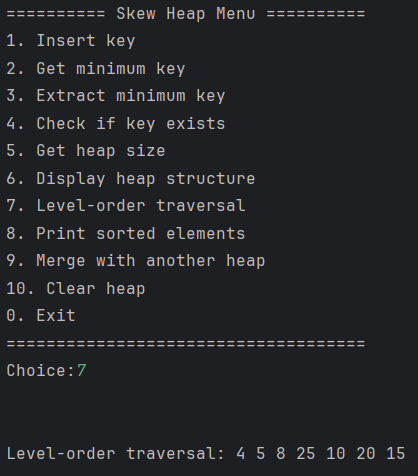 ========== Skew Heap Menu ==========
1. Insert key
2. Get minimum key
3. Extract minimum key
4. Check if key exists
5. Get heap size
6. Display heap structure
7. Level-order traversal
8. Print sorted elements
9. Merge with another heap
10. Clear heap
0. Exit
====================================
Choice:7
Level-order traversal: 4 5 8 25 10 20 15